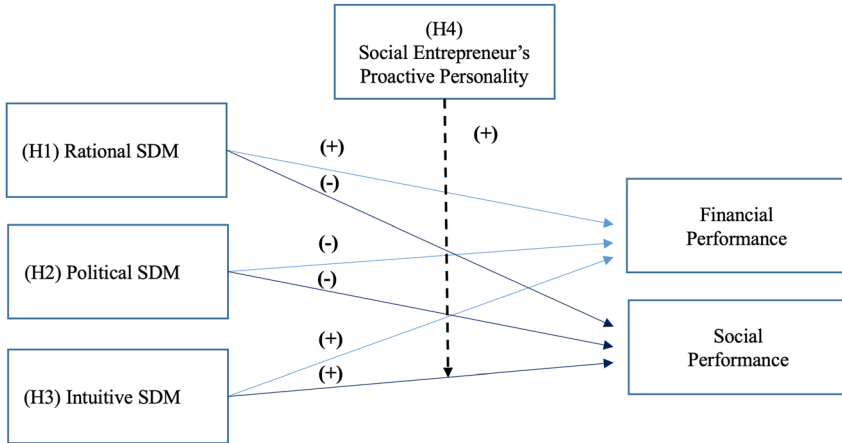 (H4)
Social Entrepreneur's
Proactive Personality
(H1) Rational SDM
(+)
(+)
(-)
Financial
Performance
(H2) Political SDM
(-)
(-)
Social
Performance
(H3) Intuitive SDM
(+)
(+)